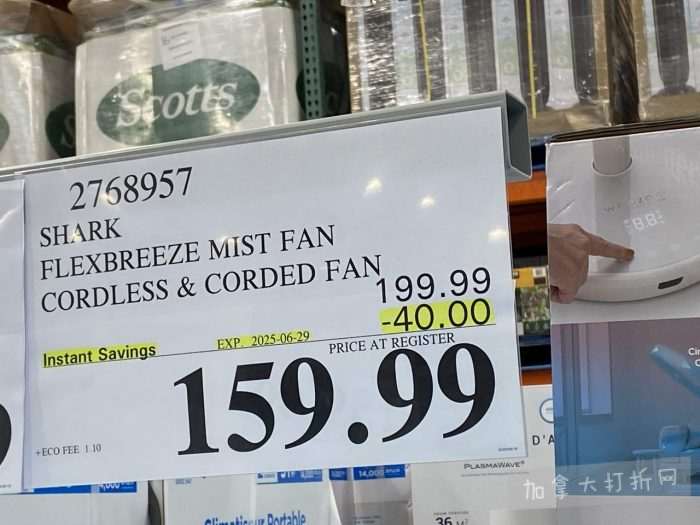 Scotts
2768957
SHARK
FLEXBREEZE MIST FAN
CORDLESS & CORDED FAN
199.99
-40.00
Instant Savings
EXP. 2025-06-29
PRICE AT REGISTER
159.99
+ECO FEE 1.10
D'A
PLASMAWAVE
14,000
36 M²
Portable
加拿大打折网